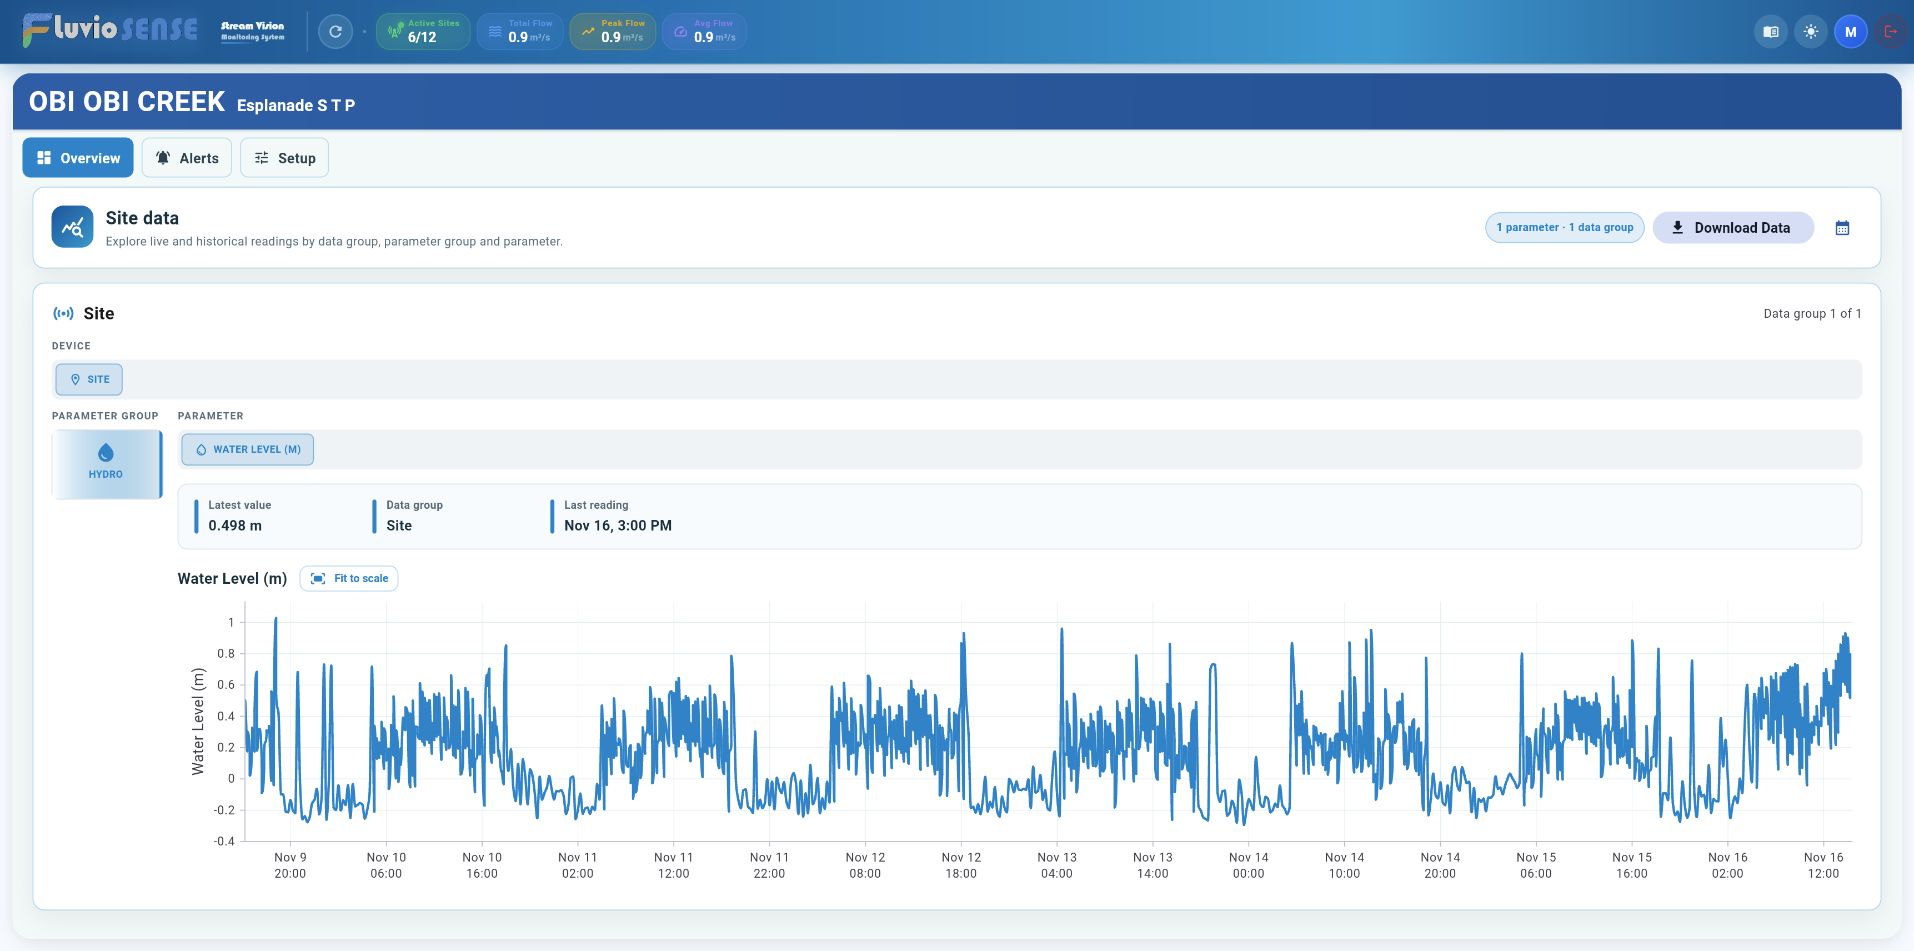 FluvioSENSE
Stream Vision
Monitoring System
Active Sites
6/12
Total Flow
0.9 m³/s
Peak Flow
0.9 m³/s
Avg Flow
0.9 m³/s
M
OBI OBI CREEK Esplanade S T P
Overview
Alerts
Setup
Site data
Explore live and historical readings by data group, parameter group and parameter.
1 parameter · 1 data group
Download Data
Site
Data group 1 of 1
DEVICE
SITE
PARAMETER GROUP
PARAMETER
HYDRO
WATER LEVEL (M)
Latest value
0.498 m
Data group
Site
Last reading
Nov 16, 3:00 PM
Water Level (m)
Fit to scale
Water Level (m)
1
0.8
0.6
0.4
0.2
0
-0.2
-0.4
Nov 9 20:00
Nov 10 06:00
Nov 10 16:00
Nov 11 02:00
Nov 11 12:00
Nov 11 22:00
Nov 12 08:00
Nov 12 18:00
Nov 13 04:00
Nov 13 14:00
Nov 14 00:00
Nov 14 10:00
Nov 14 20:00
Nov 15 06:00
Nov 15 16:00
Nov 16 02:00
Nov 16 12:00